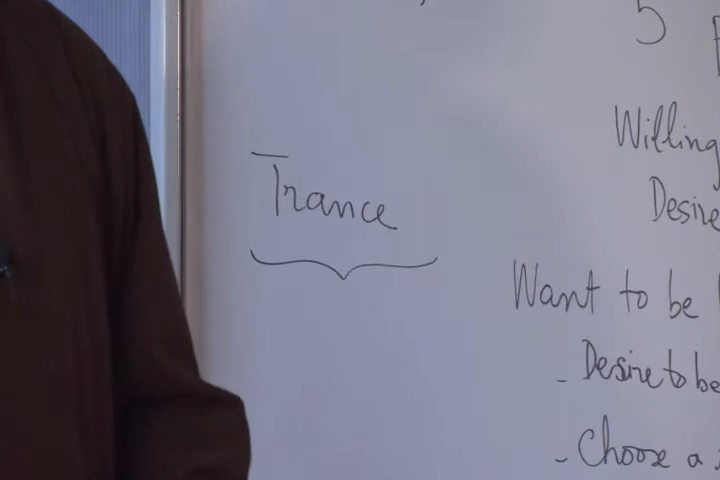 5
Willing
Desire
Trance
Want to be
- Desire to be
- Choose a